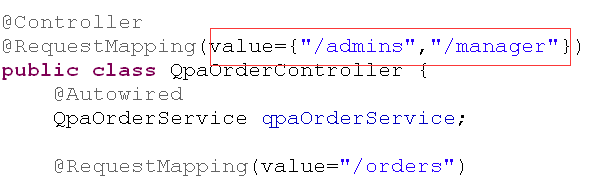 @Controller
@RequestMapping(value={"/admins","/manager"})
public class QpaOrderController {
@Autowired
QpaOrderService qpaOrderService;
@RequestMapping(value="/orders")